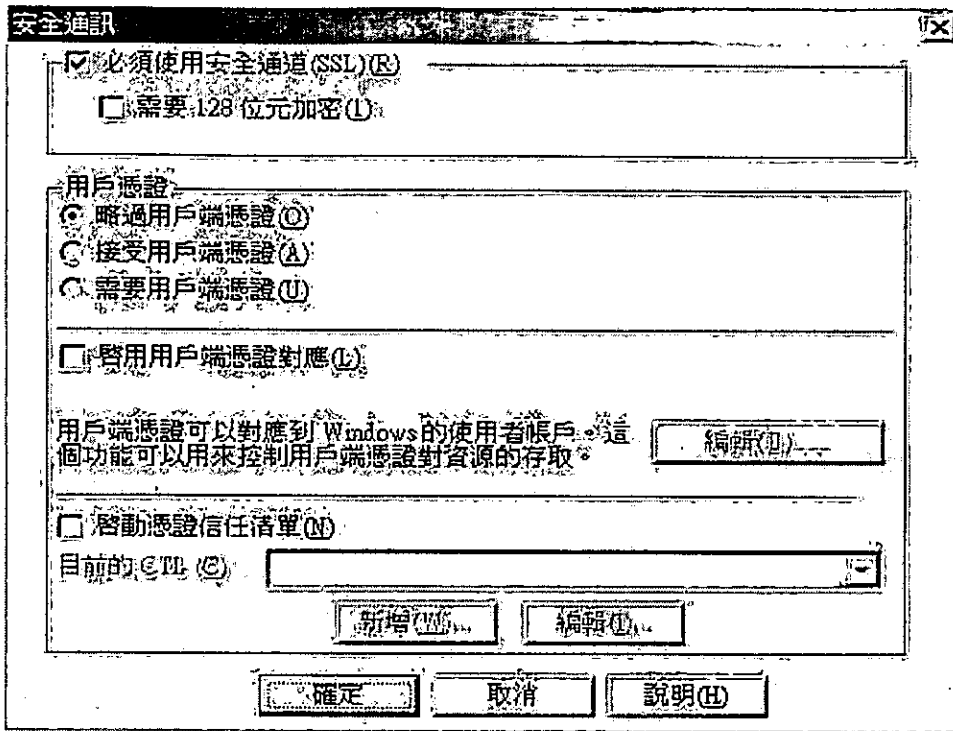 安全通訊
必須使用安全通道(SSL)(R)
需要 128 位元加密(1)
用戶憑證
略過用戶端憑證(O)
接受用戶端憑證(A)
需要用戶端憑證(U)
啓用用戶端憑證對應(L)
用戶端憑證可以對應到 Windows 的使用者帳戶。這
個功能可以用來控制用戶端憑證對資源的存取。
編輯
啓動憑證信任清單(N)
目前的 CTL (C)
新增(W)...
編輯(I)...
確定
取消
說明(H)